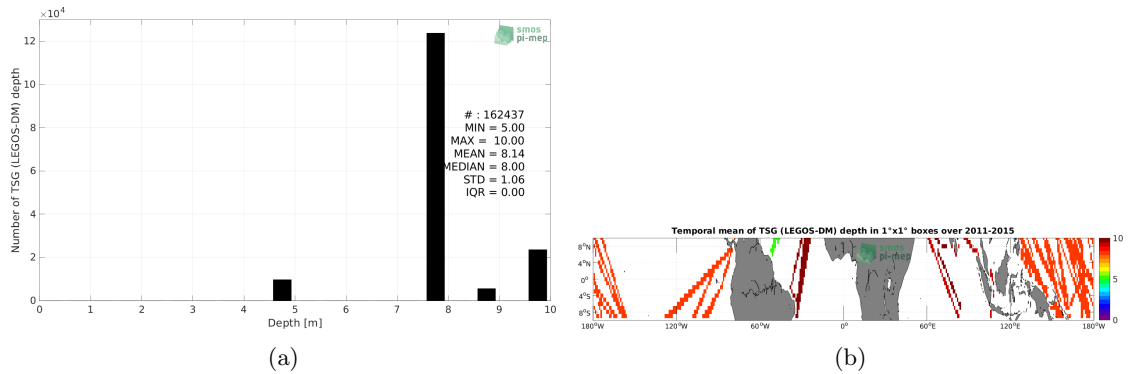 ×10⁴
12
10
8
6
4
2
0
Number of TSG (LEGOS-DM) depth
smos
pi-mep
# : 162437
MIN = 5.00
MAX = 10.00
MEAN = 8.14
MEDIAN = 8.00
STD = 1.06
IQR = 0.00
0 1 2 3 4 5 6 7 8 9 10
Depth [m]
(a)
Temporal mean of TSG (LEGOS-DM) depth in 1°x1° boxes over 2011-2015
8°N
4°N
0°
4°S
8°S
smos
pi-mep
10
5
0
180°W 120°W 60°W 0° 60°E 120°E 180°W
(b)